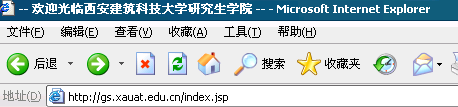 -- 欢迎光临西安建筑科技大学研究生学院 -- - Microsoft Internet Explorer
文件(F) 编辑(E) 查看(V) 收藏(A) 工具(T) 帮助(H)
后退 搜索 收藏夹
地址(D) http://gs.xauat.edu.cn/index.jsp